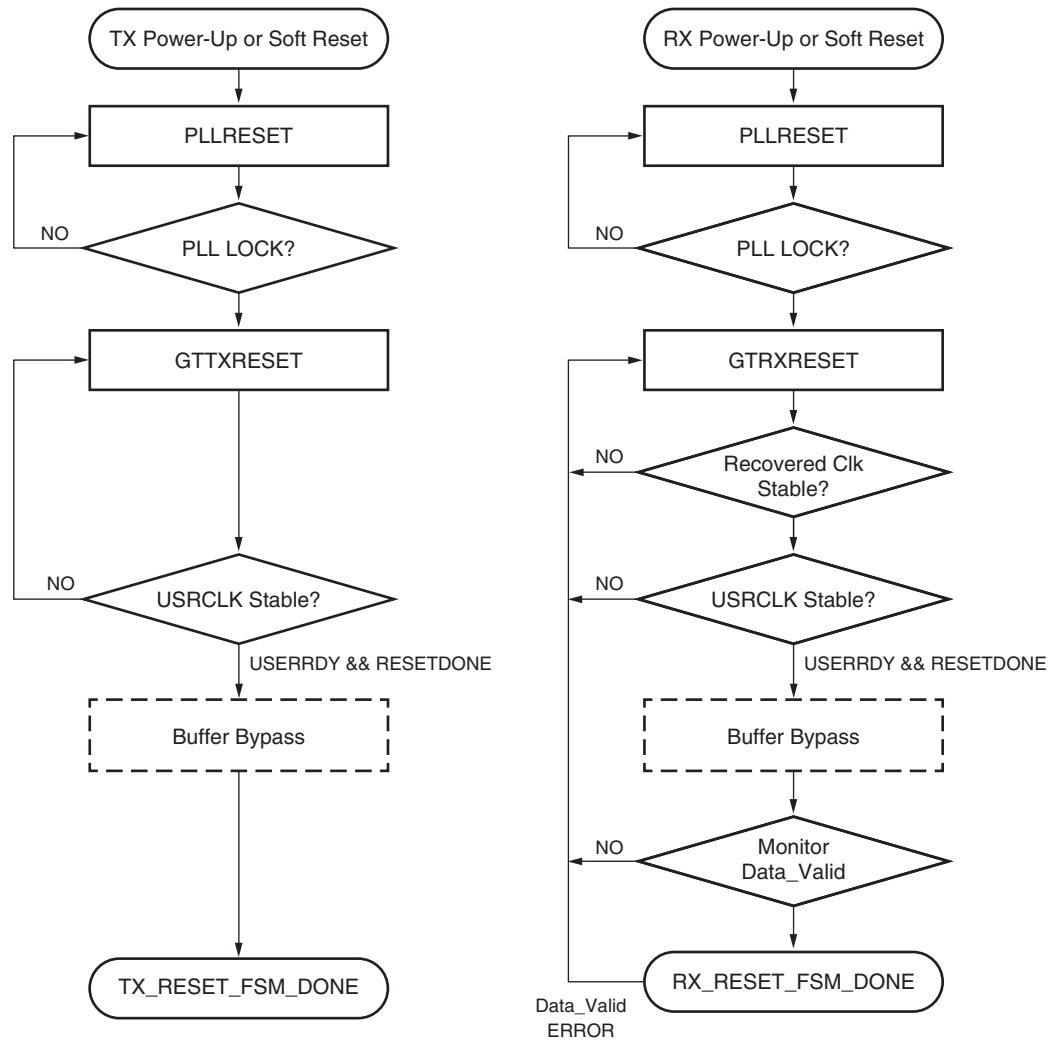 TX Power-Up or Soft Reset
PLLRESET
NO
PLL LOCK?
GTTXRESET
NO
USRCLK Stable?
USERRDY && RESETDONE
Buffer Bypass
TX_RESET_FSM_DONE
RX Power-Up or Soft Reset
PLLRESET
NO
PLL LOCK?
GTRXRESET
NO
Recovered Clk
Stable?
NO
USRCLK Stable?
USERRDY && RESETDONE
Buffer Bypass
NO
Monitor
Data_Valid
RX_RESET_FSM_DONE
Data_Valid
ERROR